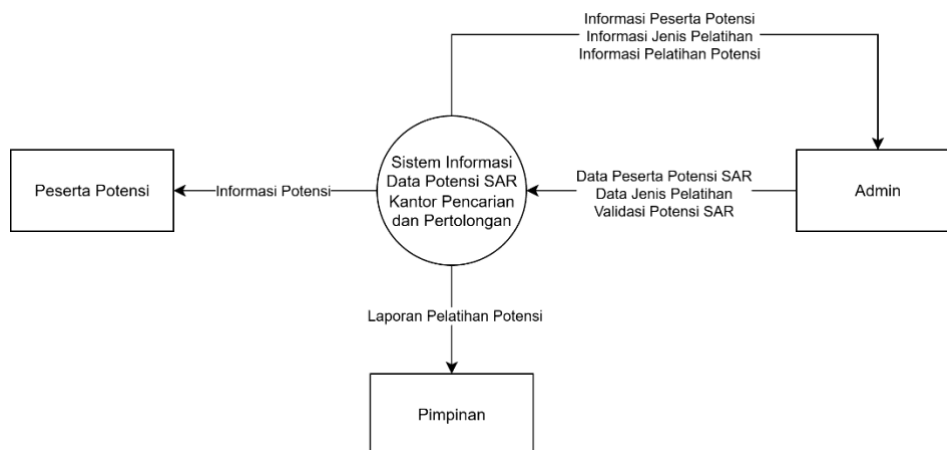 Informasi Peserta Potensi
Informasi Jenis Pelatihan
Informasi Pelatihan Potensi
Peserta Potensi
Informasi Potensi
Sistem Informasi
Data Potensi SAR
Kantor Pencarian
dan Pertolongan
Data Peserta Potensi SAR
Data Jenis Pelatihan
Validasi Potensi SAR
Admin
Laporan Pelatihan Potensi
Pimpinan